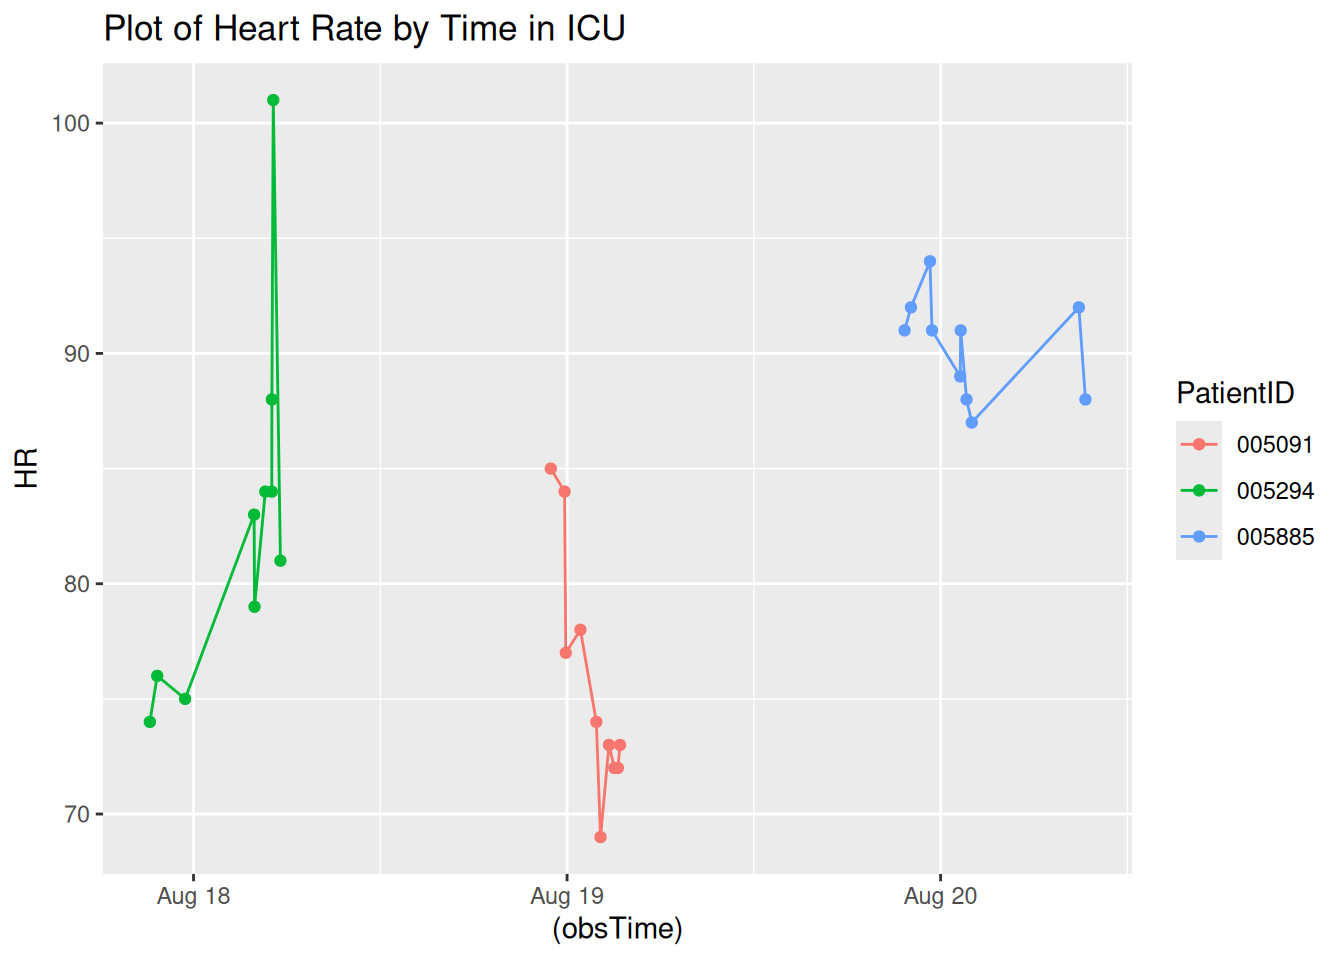 Plot of Heart Rate by Time in ICU
100
90
80
70
HR
Aug 18
Aug 19
Aug 20
(obsTime)
PatientID
005091
005294
005885